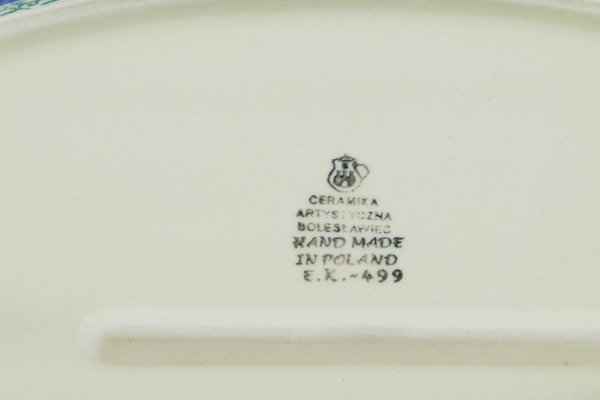 CERAMIKA
ARTYSTYCZNA
BOLESŁAWIEC
HAND MADE
IN POLAND
E.K.-499